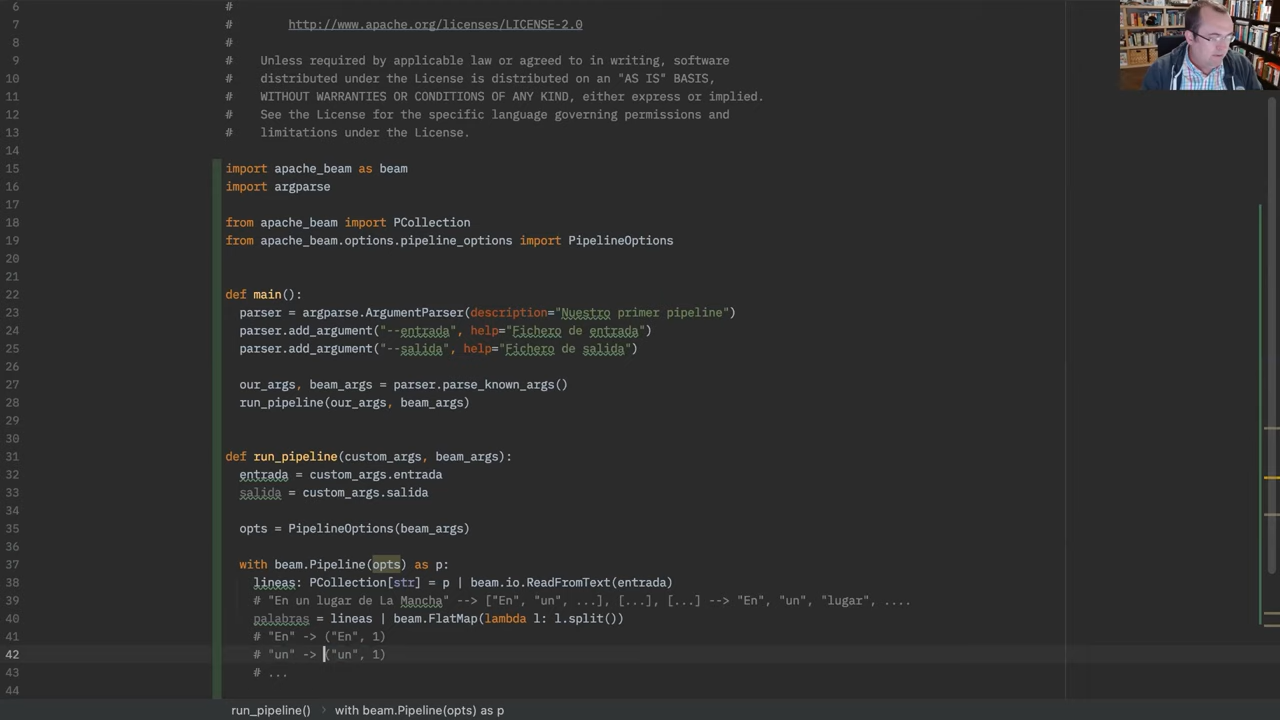 6 #
7 # http://www.apache.org/licenses/LICENSE-2.0
8 #
9 # Unless required by applicable law or agreed to in writing, software
10 # distributed under the License is distributed on an "AS IS" BASIS,
11 # WITHOUT WARRANTIES OR CONDITIONS OF ANY KIND, either express or implied.
12 # See the License for the specific language governing permissions and
13 # limitations under the License.
14
15 import apache_beam as beam
16 import argparse
17
18 from apache_beam import PCollection
19 from apache_beam.options.pipeline_options import PipelineOptions
20
21
22 def main():
23 parser = argparse.ArgumentParser(description="Nuestro primer pipeline")
24 parser.add_argument("--entrada", help="Fichero de entrada")
25 parser.add_argument("--salida", help="Fichero de salida")
26
27 our_args, beam_args = parser.parse_known_args()
28 run_pipeline(our_args, beam_args)
29
30
31 def run_pipeline(custom_args, beam_args):
32 entrada = custom_args.entrada
33 salida = custom_args.salida
34
35 opts = PipelineOptions(beam_args)
36
37 with beam.Pipeline(opts) as p:
38 lineas: PCollection[str] = p | beam.io.ReadFromText(entrada)
39 # "En un lugar de La Mancha" --> ["En", "un", ...], [...], [...] --> "En", "un", "lugar", ....
40 palabras = lineas | beam.FlatMap(lambda l: l.split())
41 # "En" -> ("En", 1)
42 # "un" -> ("un", 1)
43 # ...
44
run_pipeline() › with beam.Pipeline(opts) as p